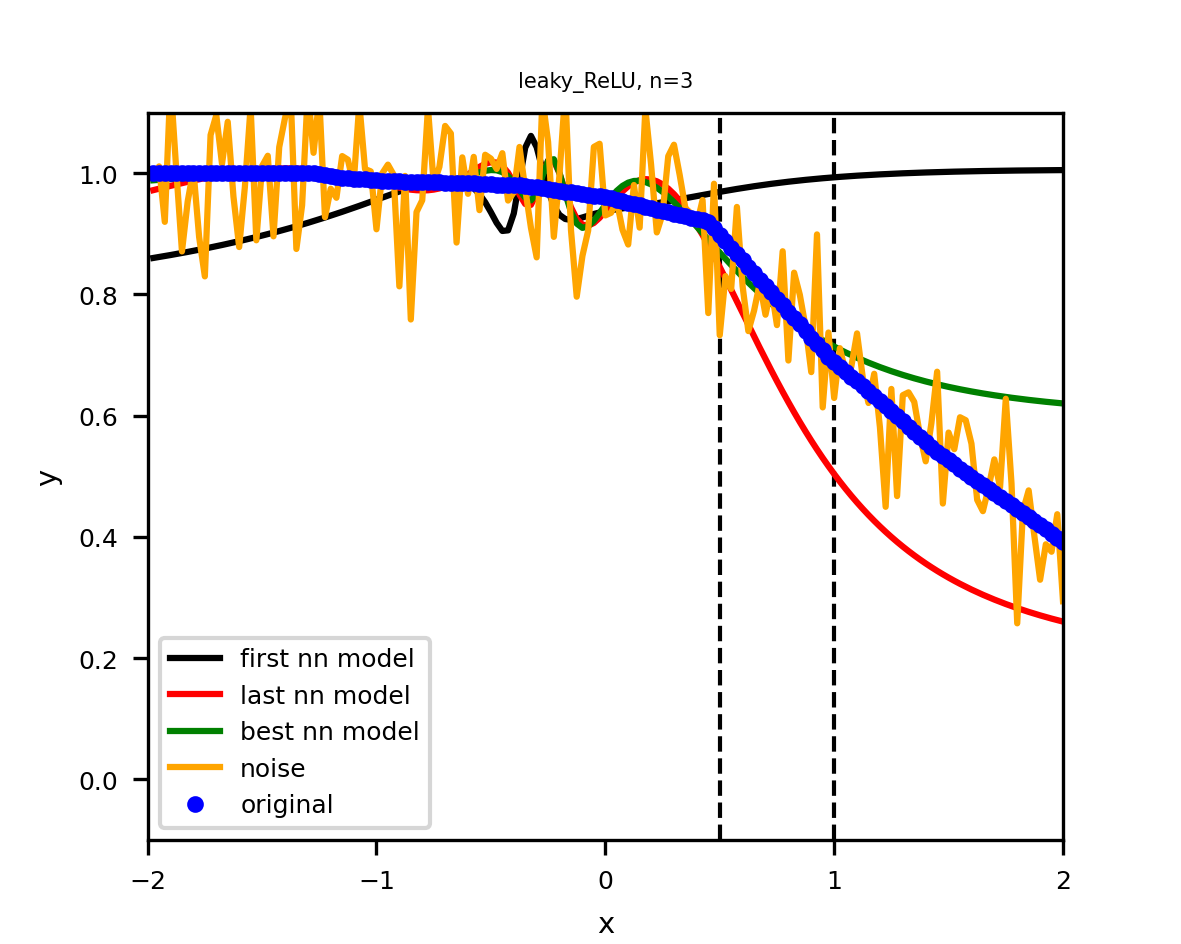 leaky_ReLU, n=3
1.0
0.8
0.6
0.4
0.2
0.0
y
first nn model
last nn model
best nn model
noise
original
−2
−1
0
1
2
x